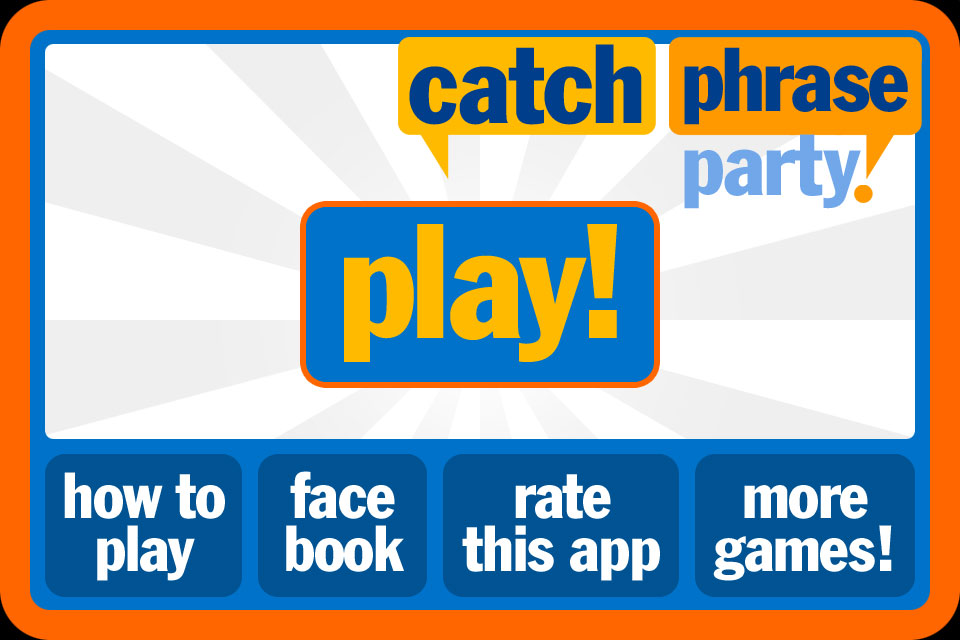 catch phrase
party.
play!
how to
play
face
book
rate
this app
more
games!